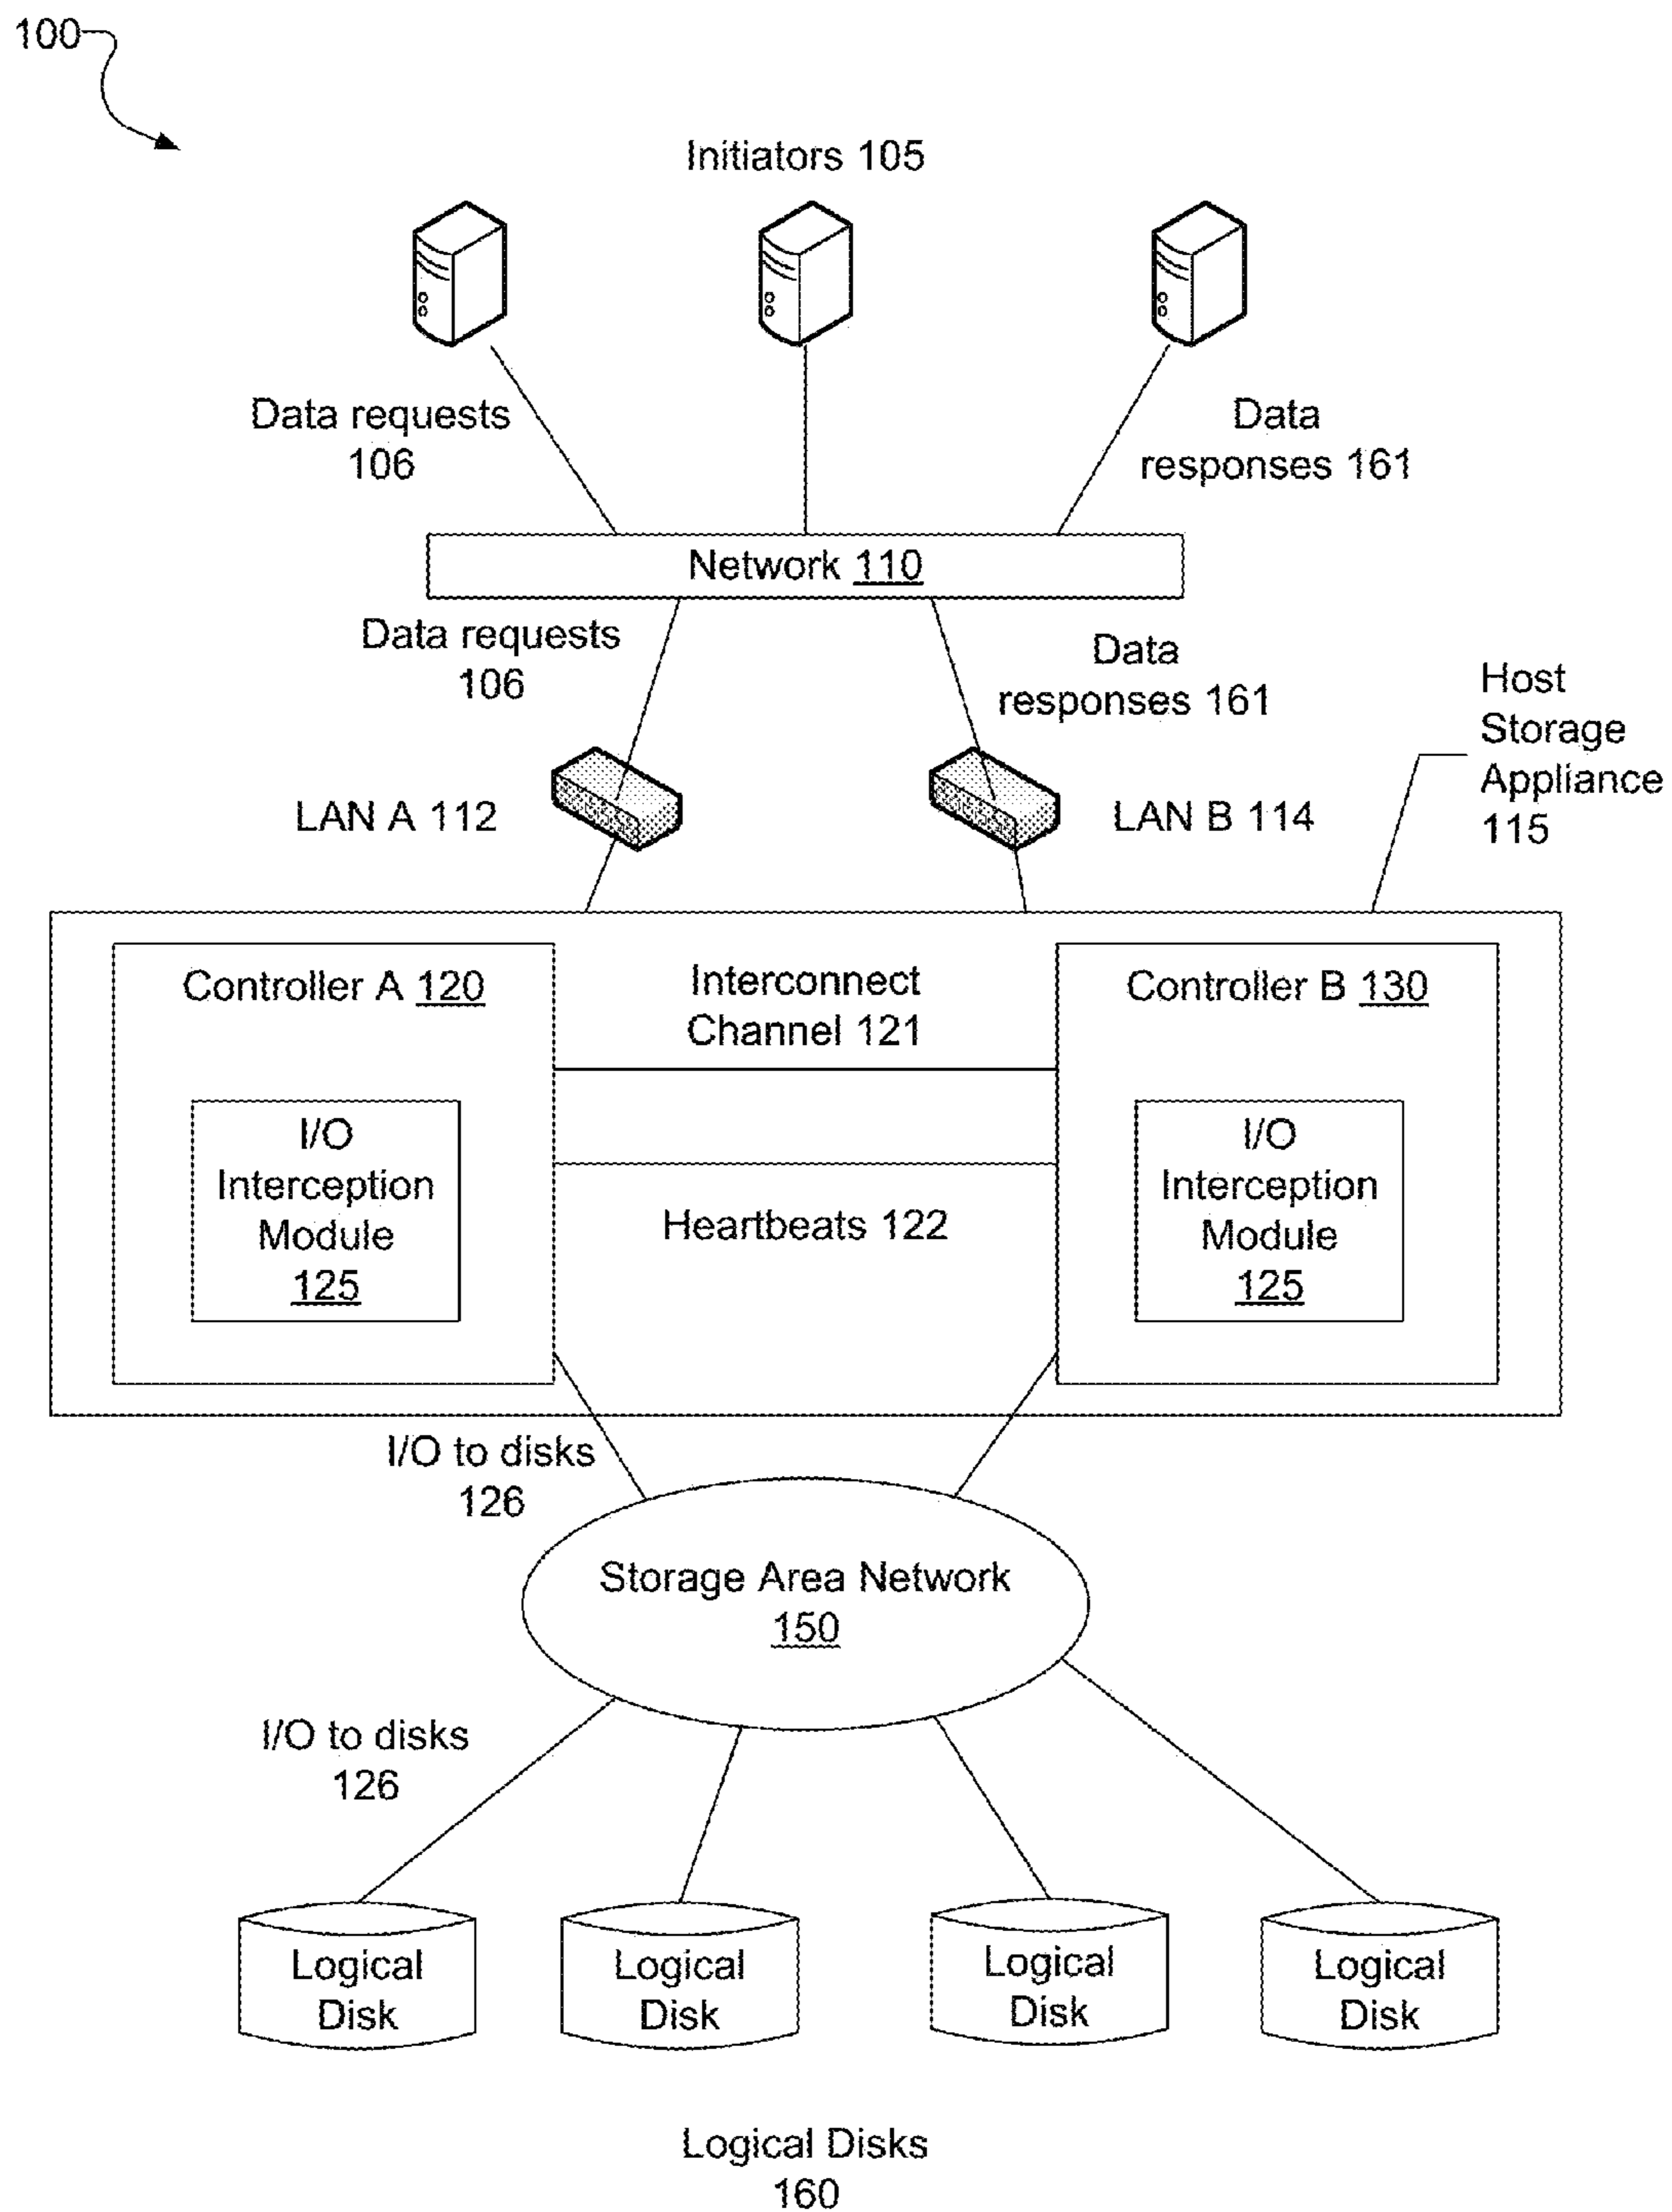 100
Initiators 105
Data requests
106
Data
responses 161
Network 110
Data requests
106
Data
responses 161
Host
Storage
Appliance
115
LAN A 112
LAN B 114
Controller A 120
Interconnect
Channel 121
Controller B 130
I/O
Interception
Module
125
Heartbeats 122
I/O
Interception
Module
125
I/O to disks
126
Storage Area Network
150
I/O to disks
126
Logical
Disk
Logical
Disk
Logical
Disk
Logical
Disk
Logical Disks
160